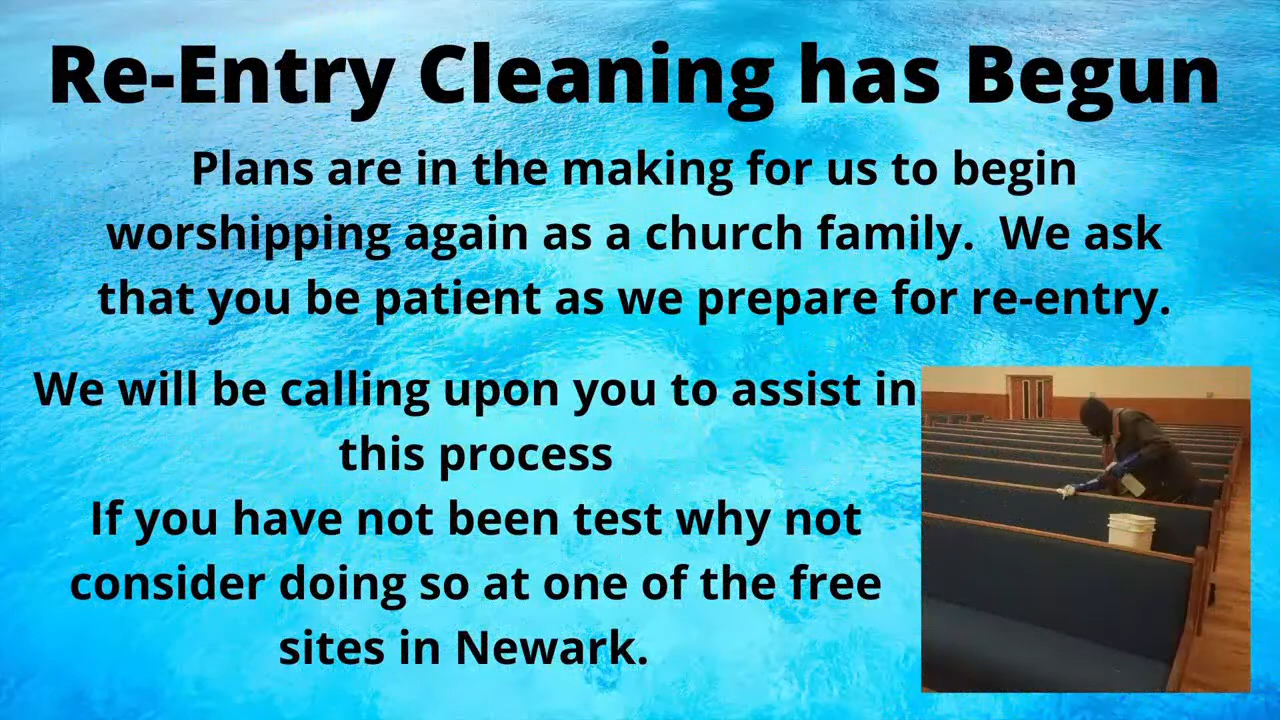 Re-Entry Cleaning has Begun
Plans are in the making for us to begin
worshipping again as a church family.  We ask
that you be patient as we prepare for re-entry.
We will be calling upon you to assist in
this process
If you have not been test why not
consider doing so at one of the free
sites in Newark.